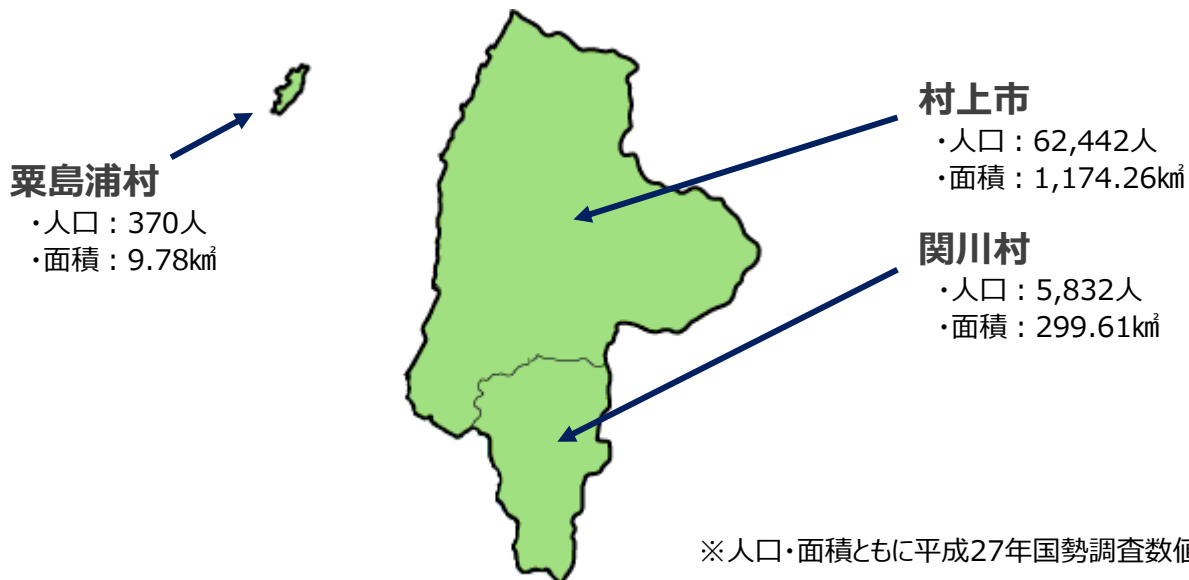 粟島浦村
・人口：370人
・面積：9.78㎢
村上市
・人口：62,442人
・面積：1,174.26㎢
関川村
・人口：5,832人
・面積：299.61㎢
※人口・面積ともに平成27年国勢調査数値